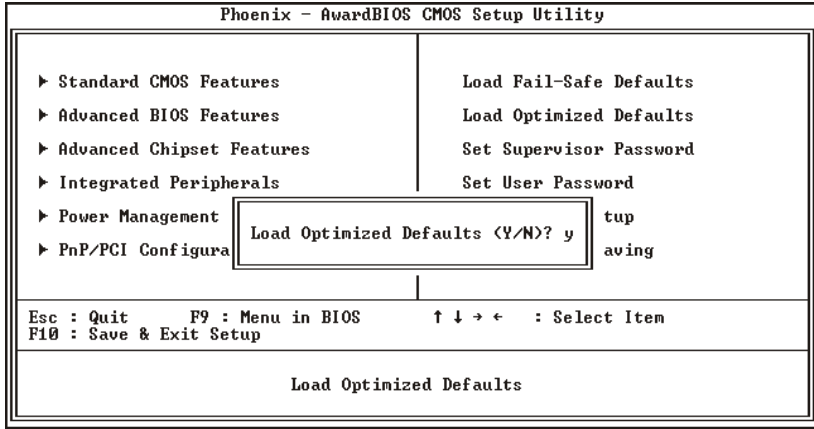 Phoenix - AwardBIOS CMOS Setup Utility
▶ Standard CMOS Features
▶ Advanced BIOS Features
▶ Advanced Chipset Features
▶ Integrated Peripherals
▶ Power Management
▶ PnP/PCI Configura
Load Fail-Safe Defaults
Load Optimized Defaults
Set Supervisor Password
Set User Password
tup
aving
Load Optimized Defaults (Y/N)? y
Esc : Quit F9 : Menu in BIOS ↑ ↓ → ← : Select Item
F10 : Save & Exit Setup
Load Optimized Defaults